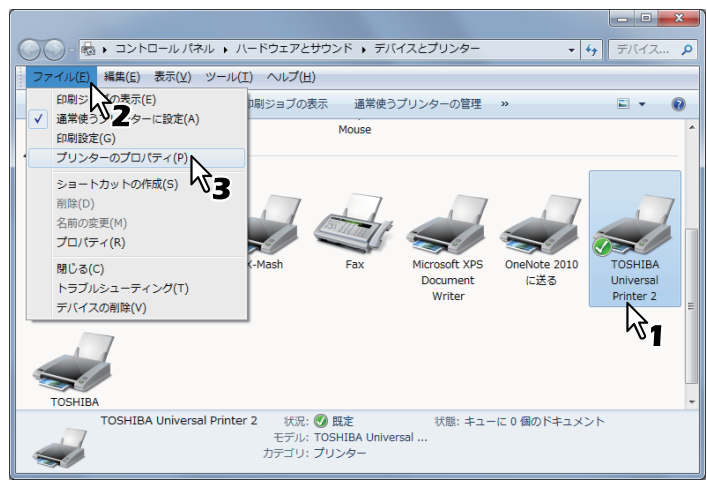 コントロール パネル ▸ ハードウェアとサウンド ▸ デバイスとプリンター
デバイス...
ファイル(F) 編集(E) 表示(V) ツール(T) ヘルプ(H)
印刷ジョブの表示 通常使うプリンターの管理 »
印刷ジョブの表示(E)
通常使うプリンターに設定(A)
印刷設定(G)
プリンターのプロパティ(P)
ショートカットの作成(S)
削除(D)
名前の変更(M)
プロパティ(R)
閉じる(C)
トラブルシューティング(T)
デバイスの削除(V)
2
3
Mouse
-Mash
Fax
Microsoft XPS
Document
Writer
OneNote 2010
に送る
TOSHIBA
Universal
Printer 2
1
TOSHIBA
TOSHIBA Universal Printer 2 状況: 既定 状態: キューに 0 個のドキュメント
モデル: TOSHIBA Universal ...
カテゴリ: プリンター